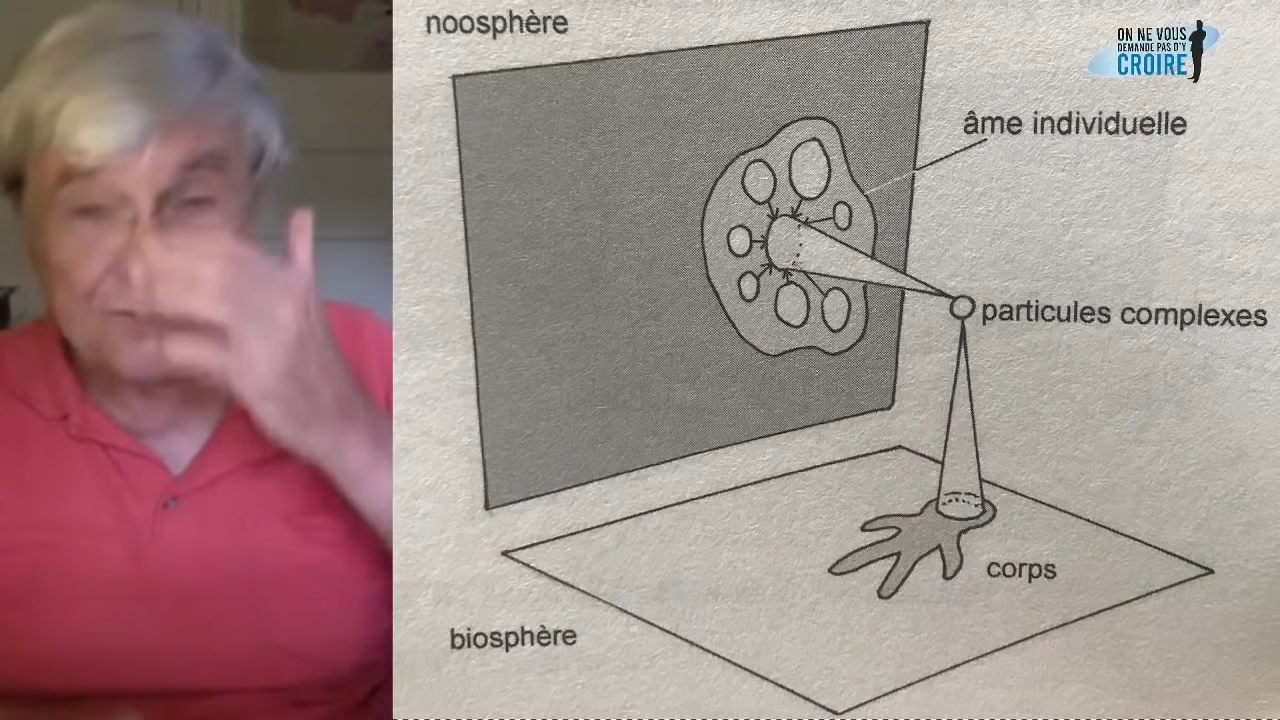 noosphère
ON NE VOUS
DEMANDE PAS D'Y
CROIRE
âme individuelle
particules complexes
corps
biosphère